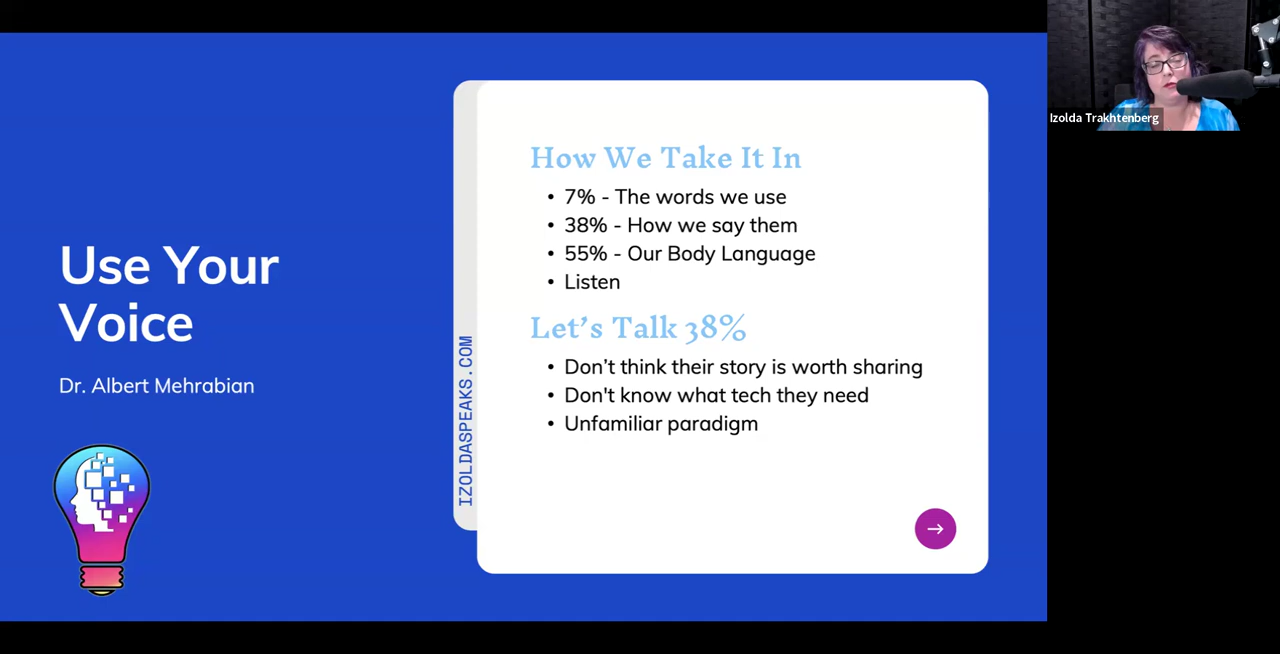 Use Your
Voice
Dr. Albert Mehrabian
IZOLDASPEAKS.COM
How We Take It In
• 7% - The words we use
• 38% - How we say them
• 55% - Our Body Language
• Listen
Let’s Talk 38%
• Don’t think their story is worth sharing
• Don't know what tech they need
• Unfamiliar paradigm
Izolda Trakhtenberg